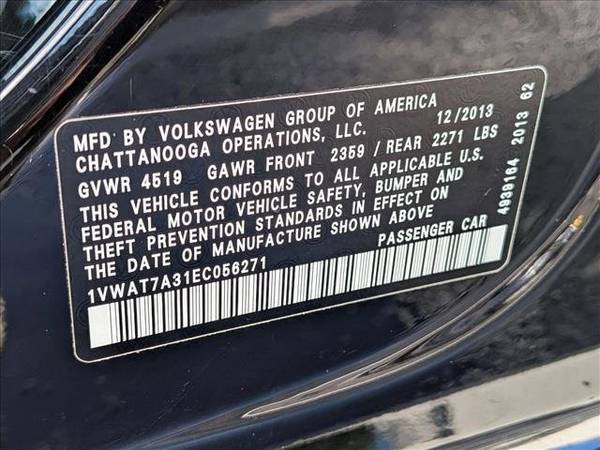 MFD BY VOLKSWAGEN GROUP OF AMERICA 12/2013
CHATTANOOGA OPERATIONS, LLC.
GVWR 4519 GAWR FRONT 2359 / REAR 2271 LBS
THIS VEHICLE CONFORMS TO ALL APPLICABLE U.S.
FEDERAL MOTOR VEHICLE SAFETY, BUMPER AND
THEFT PREVENTION STANDARDS IN EFFECT ON
THE DATE OF MANUFACTURE SHOWN ABOVE
1VWAT7A31EC056271 PASSENGER CAR
4939164 2013 62